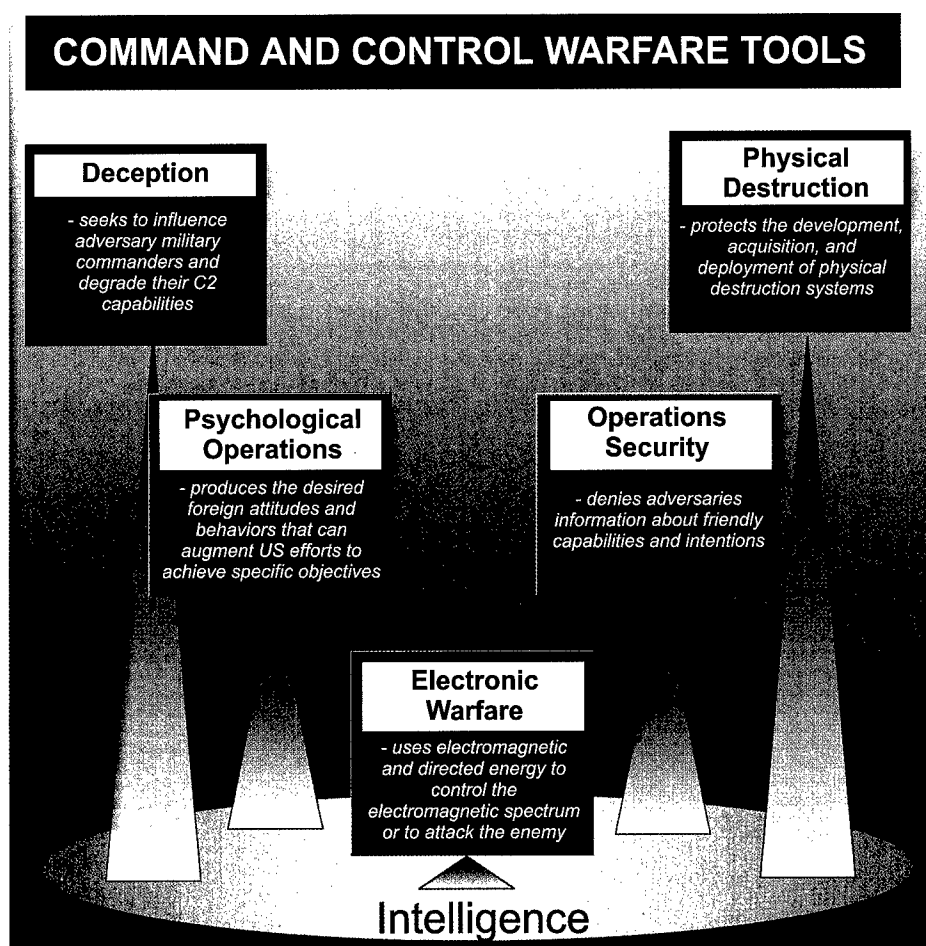 COMMAND AND CONTROL WARFARE TOOLS
Deception
- seeks to influence
adversary military
commanders and
degrade their C2
capabilities
Physical
Destruction
- protects the development,
acquisition, and
deployment of physical
destruction systems
Psychological
Operations
- produces the desired
foreign attitudes and
behaviors that can
augment US efforts to
achieve specific objectives
Operations
Security
- denies adversaries
information about friendly
capabilities and intentions
Electronic
Warfare
- uses electromagnetic
and directed energy to
control the
electromagnetic spectrum
or to attack the enemy
Intelligence